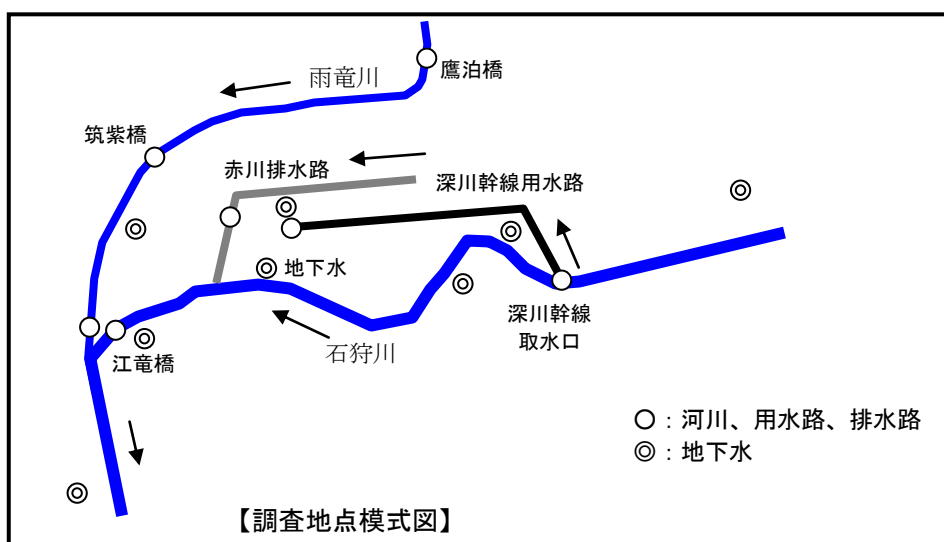 鷹泊橋
雨竜川
筑紫橋
赤川排水路
深川幹線用水路
地下水
深川幹線
取水口
江竜橋
石狩川
○：河川、用水路、排水路
◎：地下水
【調査地点模式図】